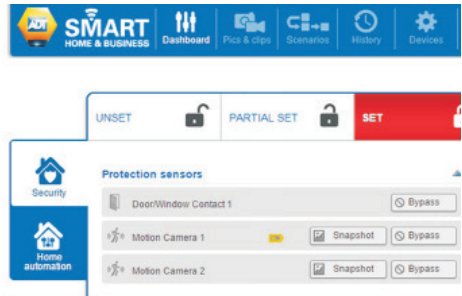 ADT
SMART
HOME & BUSINESS
Dashboard
Pics & clips
Scenarios
History
Devices
UNSET
PARTIAL SET
SET
Security
Home
automation
Protection sensors
Door/Window Contact 1
Bypass
Motion Camera 1
Snapshot
Bypass
Motion Camera 2
Snapshot
Bypass